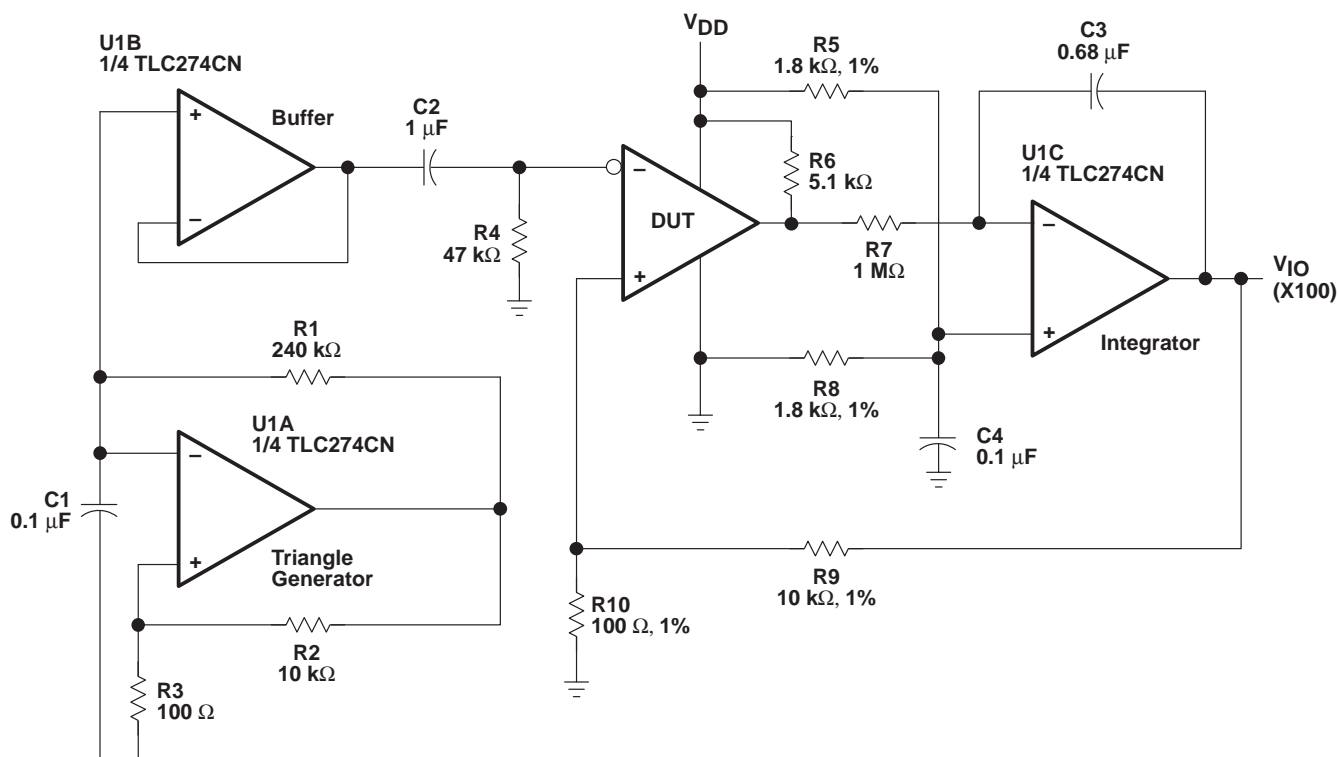 U1B
1/4 TLC274CN
Buffer
+
−
C2
1 μF
R4
47 kΩ
VDD
R5
1.8 kΩ, 1%
R6
5.1 kΩ
−
DUT
+
R7
1 MΩ
C3
0.68 μF
U1C
1/4 TLC274CN
−
+
Integrator
VIO
(X100)
R8
1.8 kΩ, 1%
C4
0.1 μF
R1
240 kΩ
U1A
1/4 TLC274CN
−
+
Triangle
Generator
C1
0.1 μF
R2
10 kΩ
R3
100 Ω
R9
10 kΩ, 1%
R10
100 Ω, 1%